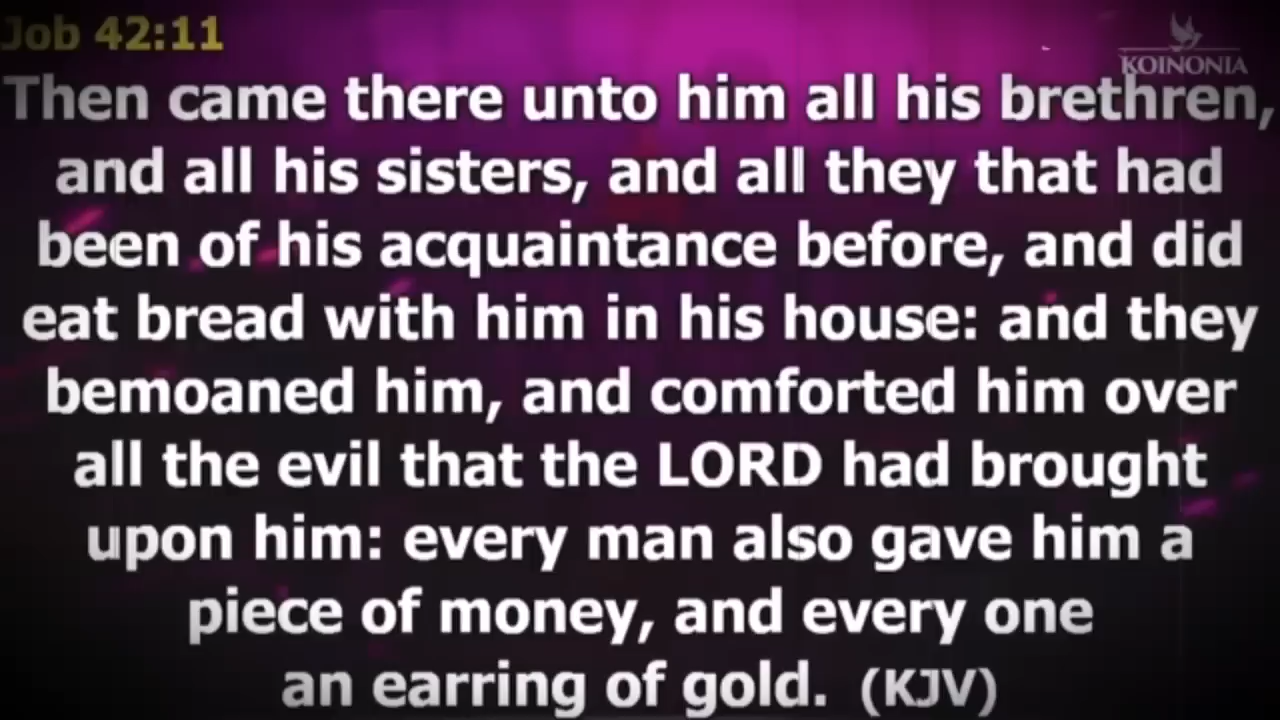 Job 42:11
KOINONIA
Then came there unto him all his brethren,
and all his sisters, and all they that had
been of his acquaintance before, and did
eat bread with him in his house: and they
bemoaned him, and comforted him over
all the evil that the LORD had brought
upon him: every man also gave him a
piece of money, and every one
an earring of gold. (KJV)